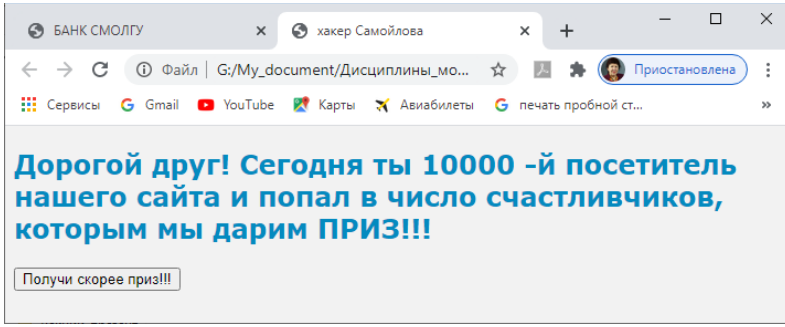 БАНК СМОЛГУ
хакер Самойлова
Файл | G:/My_document/Дисциплины_мо...
Приостановлена
Сервисы Gmail YouTube Карты Авиабилеты печать пробной ст...
Дорогой друг! Сегодня ты 10000 -й посетитель
нашего сайта и попал в число счастливчиков,
которым мы дарим ПРИЗ!!!
Получи скорее приз!!!